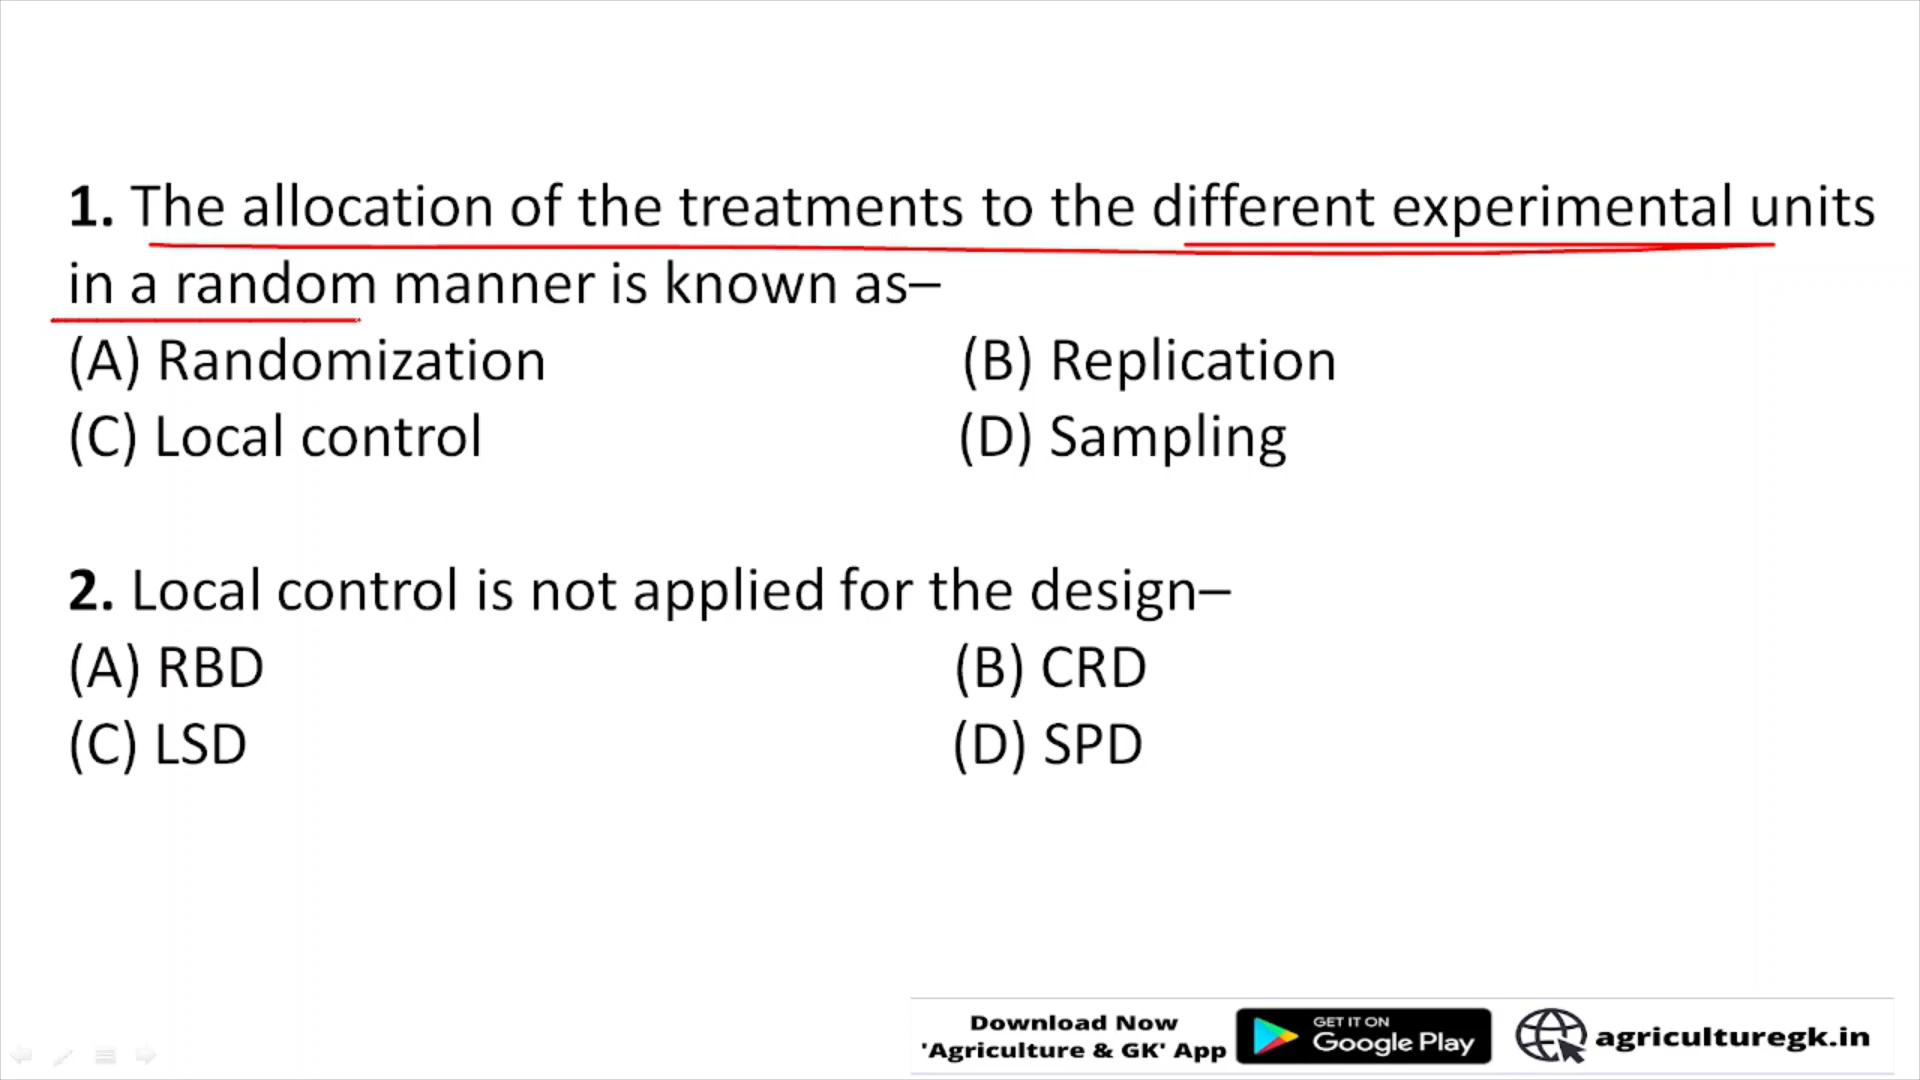 1. The allocation of the treatments to the different experimental units
in a random manner is known as–
(A) Randomization (B) Replication
(C) Local control (D) Sampling
2. Local control is not applied for the design–
(A) RBD (B) CRD
(C) LSD (D) SPD
Download Now
'Agriculture & GK' App
GET IT ON
Google Play
agriculturegk.in